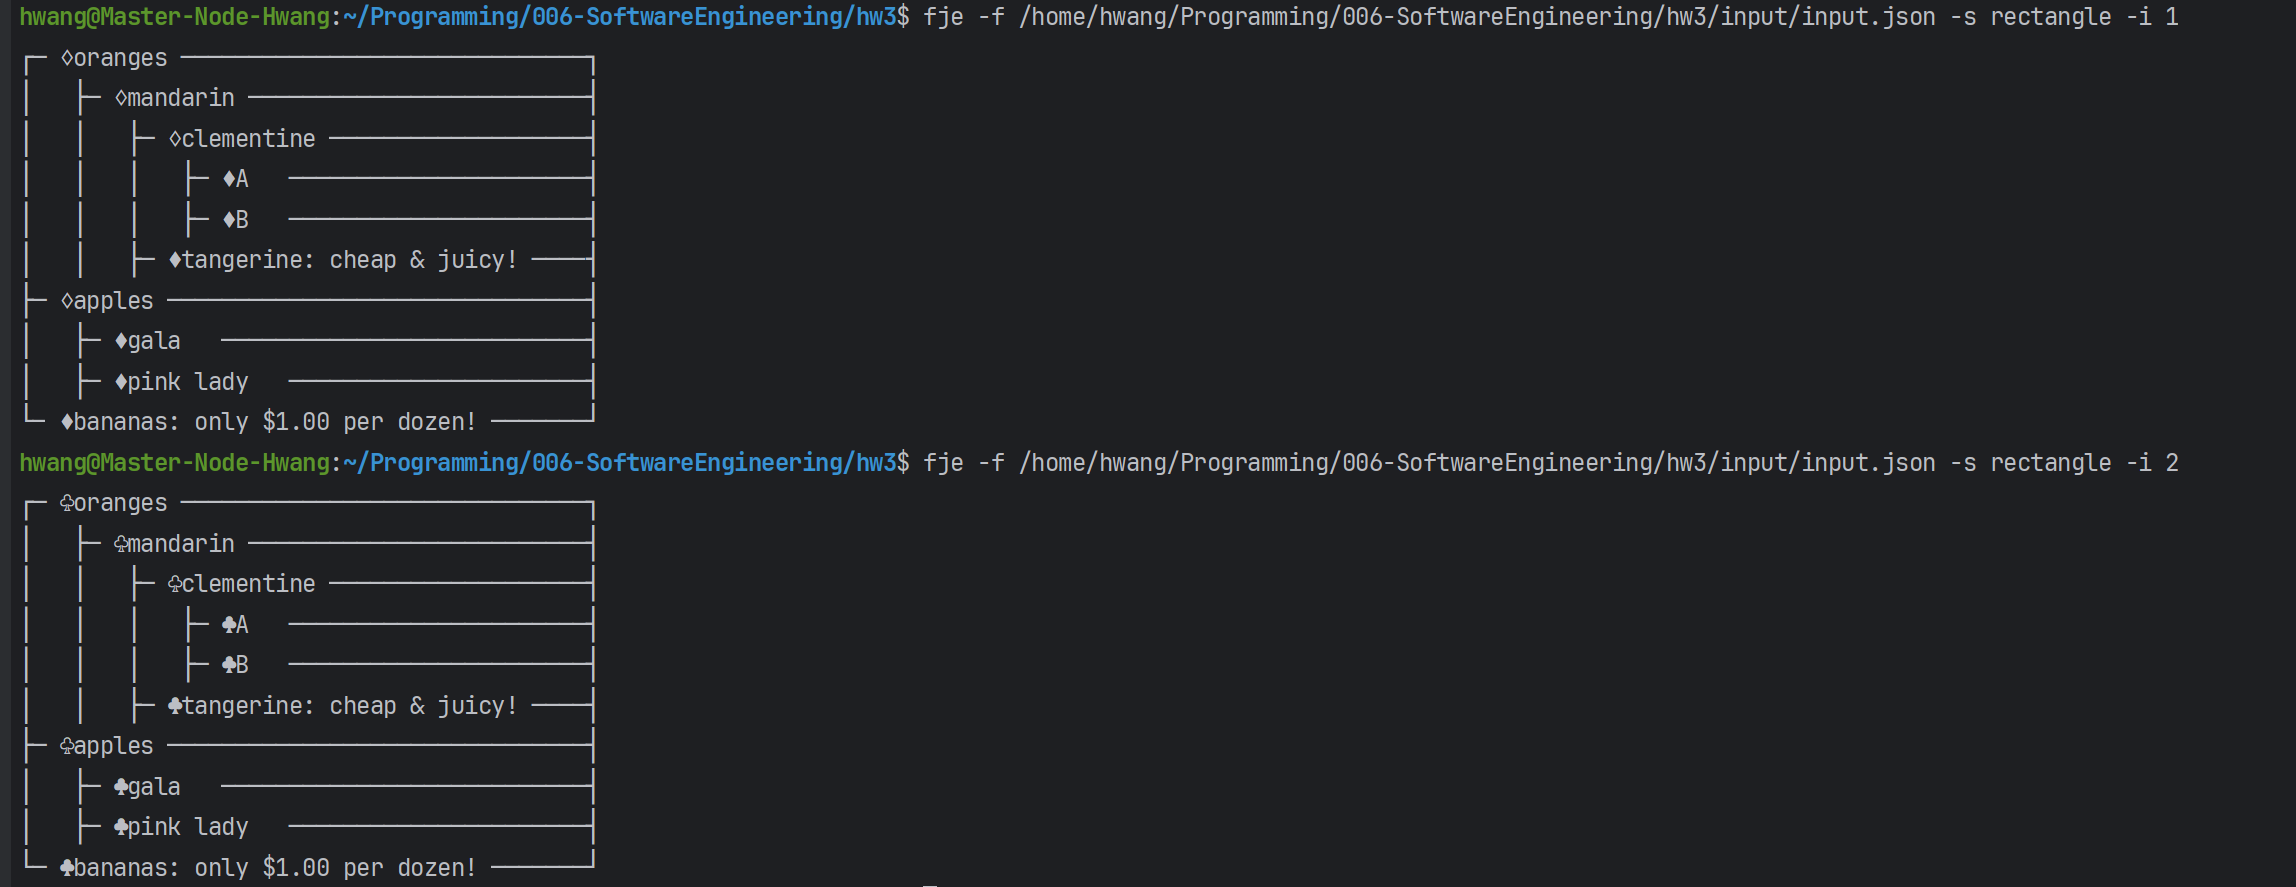 hwang@Master-Node-Hwang:~/Programming/006-SoftwareEngineering/hw3$ fje -f /home/hwang/Programming/006-SoftwareEngineering/hw3/input/input.json -s rectangle -i 1
┌─ ♢oranges ───────────────────────────────┐
│   ├─ ♢mandarin ──────────────────────────┤
│   │   ├─ ♢clementine ────────────────────┤
│   │   │   ├─ ♦A   ───────────────────────┤
│   │   │   ├─ ♦B   ───────────────────────┤
│   │   ├─ ♦tangerine: cheap & juicy! ─────┤
├─ ♢apples ────────────────────────────────┤
│   ├─ ♦gala   ────────────────────────────┤
│   ├─ ♦pink lady   ───────────────────────┤
└─ ♦bananas: only $1.00 per dozen! ────────┘
hwang@Master-Node-Hwang:~/Programming/006-SoftwareEngineering/hw3$ fje -f /home/hwang/Programming/006-SoftwareEngineering/hw3/input/input.json -s rectangle -i 2
┌─ ♧oranges ───────────────────────────────┐
│   ├─ ♧mandarin ──────────────────────────┤
│   │   ├─ ♧clementine ────────────────────┤
│   │   │   ├─ ♣A   ───────────────────────┤
│   │   │   ├─ ♣B   ───────────────────────┤
│   │   ├─ ♣tangerine: cheap & juicy! ─────┤
├─ ♧apples ────────────────────────────────┤
│   ├─ ♣gala   ────────────────────────────┤
│   ├─ ♣pink lady   ───────────────────────┤
└─ ♣bananas: only $1.00 per dozen! ────────┘